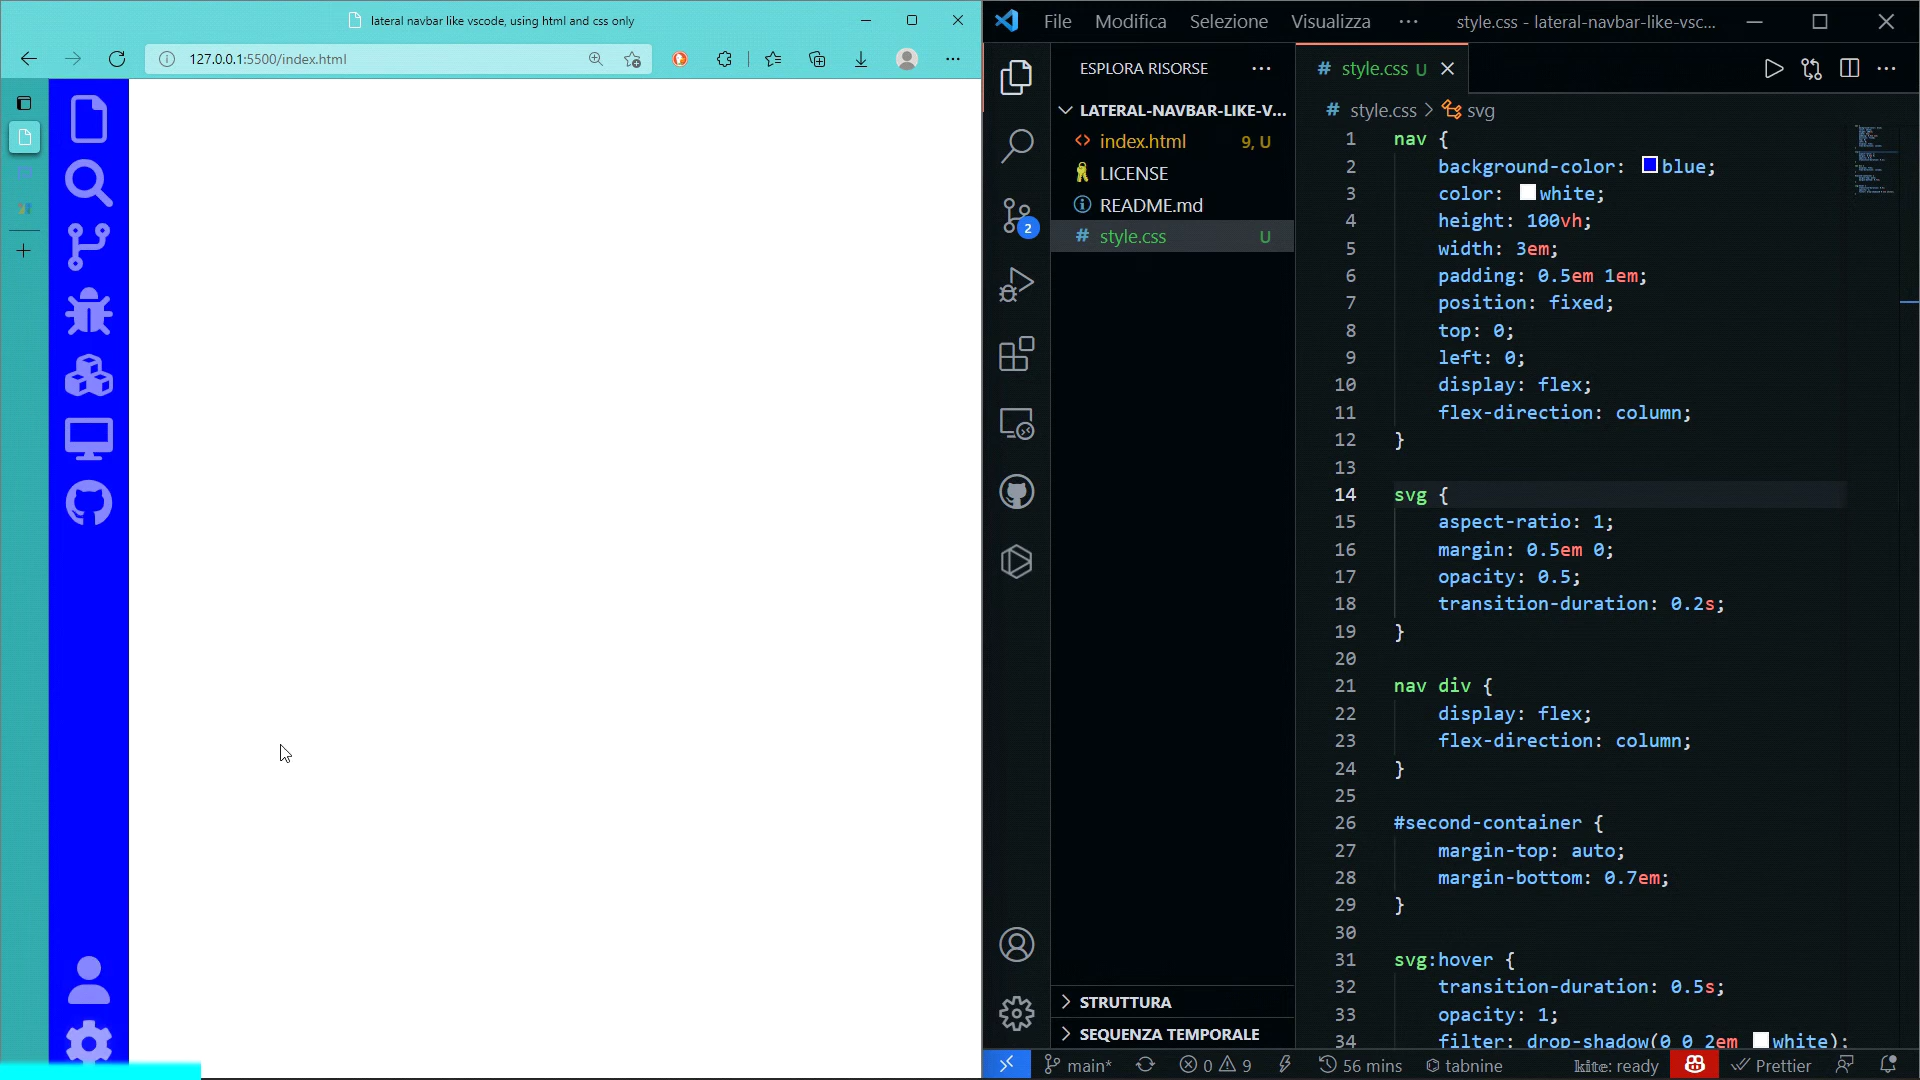 lateral navbar like vscode, using html and css only
127.0.0.1:5500/index.html
File Modifica Selezione Visualizza ··· style.css - lateral-navbar-like-vsc...
ESPLORA RISORSE ···
LATERAL-NAVBAR-LIKE-V...
<> index.html 9, U
LICENSE
README.md
# style.css U
2
STRUTTURA
SEQUENZA TEMPORALE
# style.css U
# style.css > svg
1 nav {
2 background-color: blue;
3 color: white;
4 height: 100vh;
5 width: 3em;
6 padding: 0.5em 1em;
7 position: fixed;
8 top: 0;
9 left: 0;
10 display: flex;
11 flex-direction: column;
12 }
13
14 svg {
15 aspect-ratio: 1;
16 margin: 0.5em 0;
17 opacity: 0.5;
18 transition-duration: 0.2s;
19 }
20
21 nav div {
22 display: flex;
23 flex-direction: column;
24 }
25
26 #second-container {
27 margin-top: auto;
28 margin-bottom: 0.7em;
29 }
30
31 svg:hover {
32 transition-duration: 0.5s;
33 opacity: 1;
34 filter: drop-shadow(0 0 2em white);
main* 0 9 56 mins tabnine kite: ready Prettier